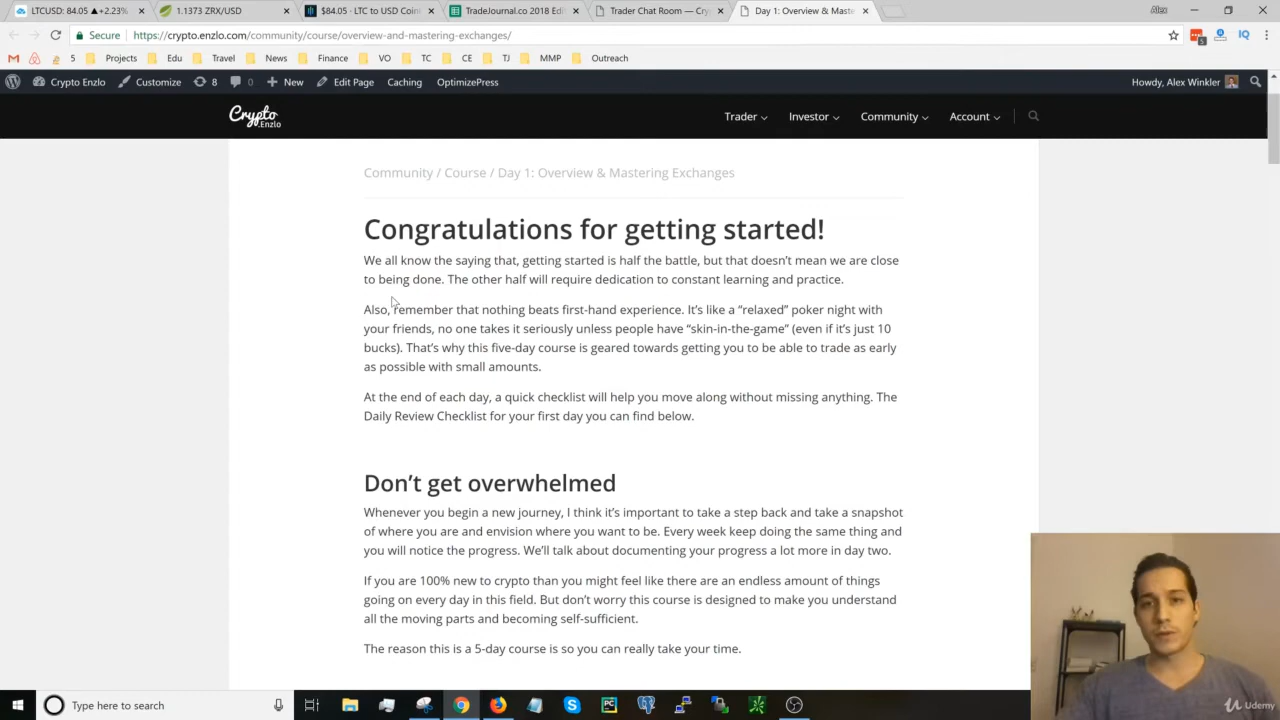 LTCUSD: 84.05 ▲+2.23%
1.1373 ZRX/USD
$84.05 · LTC to USD Coin
TradeJournal.co 2018 Edi
Trader Chat Room — Cry
Day 1: Overview & Maste
Alex
Secure
https://crypto.enzlo.com/community/course/overview-and-mastering-exchanges/
5
5
Projects
Edu
Travel
News
Finance
VO
TC
CE
TJ
MMP
Outreach
Crypto Enzlo
Customize
8
0
New
Edit Page
Caching
OptimizePress
Howdy, Alex Winkler
Crypto
.Enzlo
Trader
Investor
Community
Account
Community / Course / Day 1: Overview & Mastering Exchanges
Congratulations for getting started!
We all know the saying that, getting started is half the battle, but that doesn’t mean we are close
to being done. The other half will require dedication to constant learning and practice.
Also, remember that nothing beats first-hand experience. It’s like a “relaxed” poker night with
your friends, no one takes it seriously unless people have “skin-in-the-game” (even if it’s just 10
bucks). That’s why this five-day course is geared towards getting you to be able to trade as early
as possible with small amounts.
At the end of each day, a quick checklist will help you move along without missing anything. The
Daily Review Checklist for your first day you can find below.
Don’t get overwhelmed
Whenever you begin a new journey, I think it’s important to take a step back and take a snapshot
of where you are and envision where you want to be. Every week keep doing the same thing and
you will notice the progress. We’ll talk about documenting your progress a lot more in day two.
If you are 100% new to crypto than you might feel like there are an endless amount of things
going on every day in this field. But don’t worry this course is designed to make you understand
all the moving parts and becoming self-sufficient.
The reason this is a 5-day course is so you can really take your time.
Type here to search
Udemy